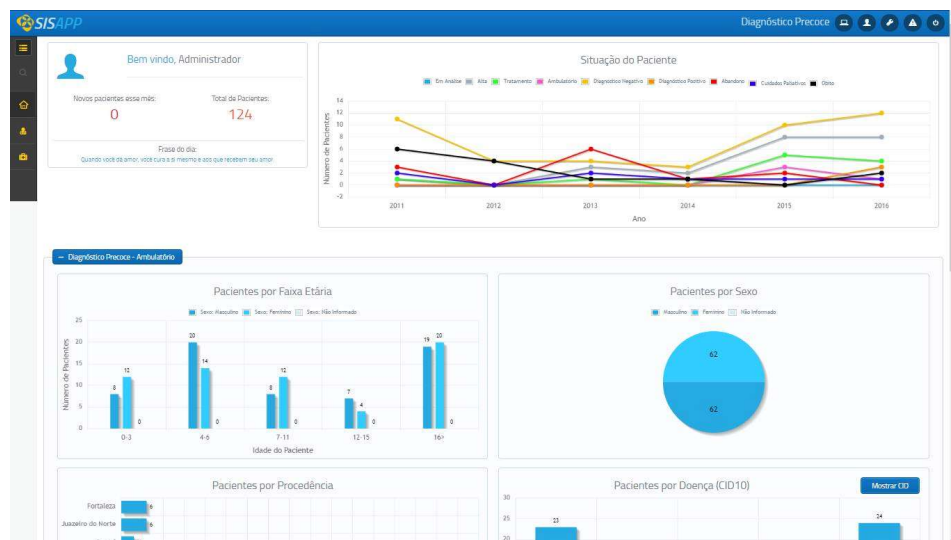 SISAPP
Diagnóstico Precoce
Bem vindo, Administrador
Novos pacientes esse mês:
0
Total de Pacientes:
124
Frase do dia:
Quando você dá amor, você cura a si mesmo e aos que recebem seu amor.
Situação do Paciente
Em Análise Alta Tratamento Ambulatório Diagnostico Negativo Diagnóstico Positivo Abandono Cuidados Paliativos Óbito
Número de Pacientes
14
12
10
8
6
4
2
0
-2
2011 2012 2013 2014 2015 2016
Ano
− Diagnóstico Precoce - Ambulatório
Pacientes por Faixa Etária
Sexo: Masculino Sexo: Feminino Sexo: Não Informado
Número de Pacientes
25
20
15
10
5
0
8 12 0
20 14 0
8 12 0
7 4 0
19 20 0
0-3 4-6 7-11 12-15 16>
Idade do Paciente
Pacientes por Sexo
Masculino Feminino Não Informado
62
62
Pacientes por Procedência
Fortaleza 6
Juazeiro do Norte 6
Pacientes por Doença (CID10)
Mostrar CID
30
25
20
23
24